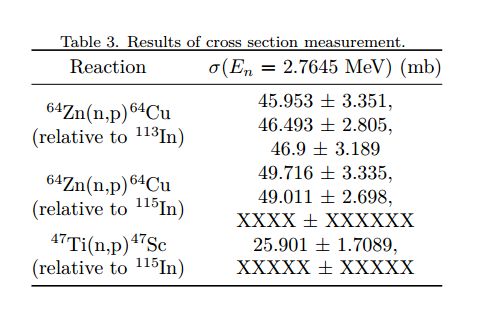 Table 3. Results of cross section measurement.
Reaction σ(Eₙ = 2.7645 MeV) (mb)
⁶⁴Zn(n,p)⁶⁴Cu
(relative to ¹¹³In)
45.953 ± 3.351,
46.493 ± 2.805,
46.9 ± 3.189
⁶⁴Zn(n,p)⁶⁴Cu
(relative to ¹¹⁵In)
49.716 ± 3.335,
49.011 ± 2.698,
XXXX ± XXXXXX
⁴⁷Ti(n,p)⁴⁷Sc
(relative to ¹¹⁵In)
25.901 ± 1.7089,
XXXXX ± XXXXX